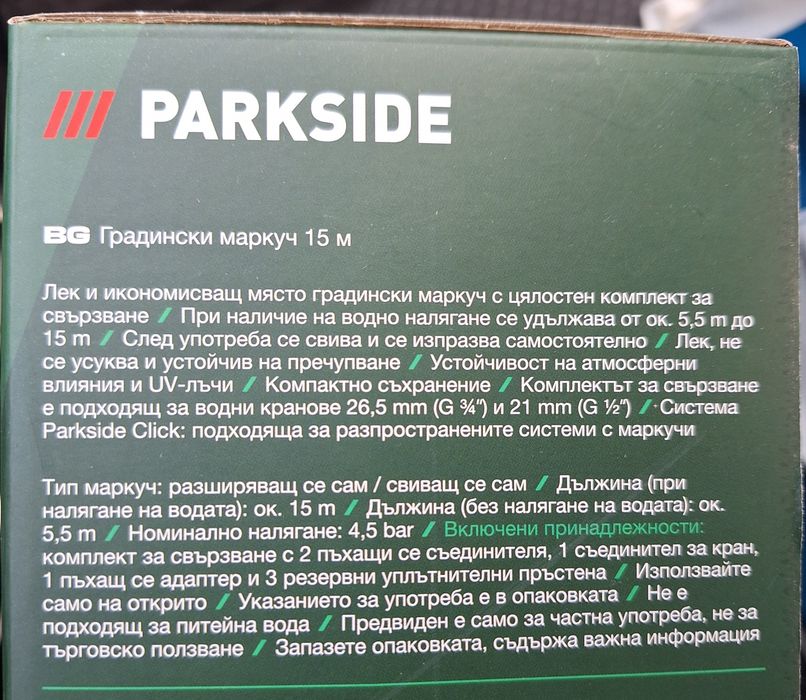 /// PARKSIDE
BG Градински маркуч 15 м
Лек и икономисващ място градински маркуч с цялостен комплект за
свързване / При наличие на водно налягане се удължава от ок. 5,5 m до
15 m / След употреба се свива и се изпразва самостоятелно / Лек, не
се усуква и устойчив на пречупване / Устойчивост на атмосферни
влияния и UV-лъчи / Компактно съхранение / Комплектът за свързване
е подходящ за водни кранове 26,5 mm (G ¾") и 21 mm (G ½") / Система
Parkside Click: подходяща за разпространените системи с маркучи
Тип маркуч: разширяващ се сам / свиващ се сам / Дължина (при
налягане на водата): ок. 15 m / Дължина (без налягане на водата): ок.
5,5 m / Номинално налягане: 4,5 bar / Включени принадлежности:
комплект за свързване с 2 пъхащи се съединителя, 1 съединител за кран,
1 пъхащ се адаптер и 3 резервни уплътнителни пръстена / Използвайте
само на открито / Указанието за употреба е в опаковката / Не е
подходящ за питейна вода / Предвиден е само за частна употреба, не за
търговско ползване / Запазете опаковката, съдържа важна информация